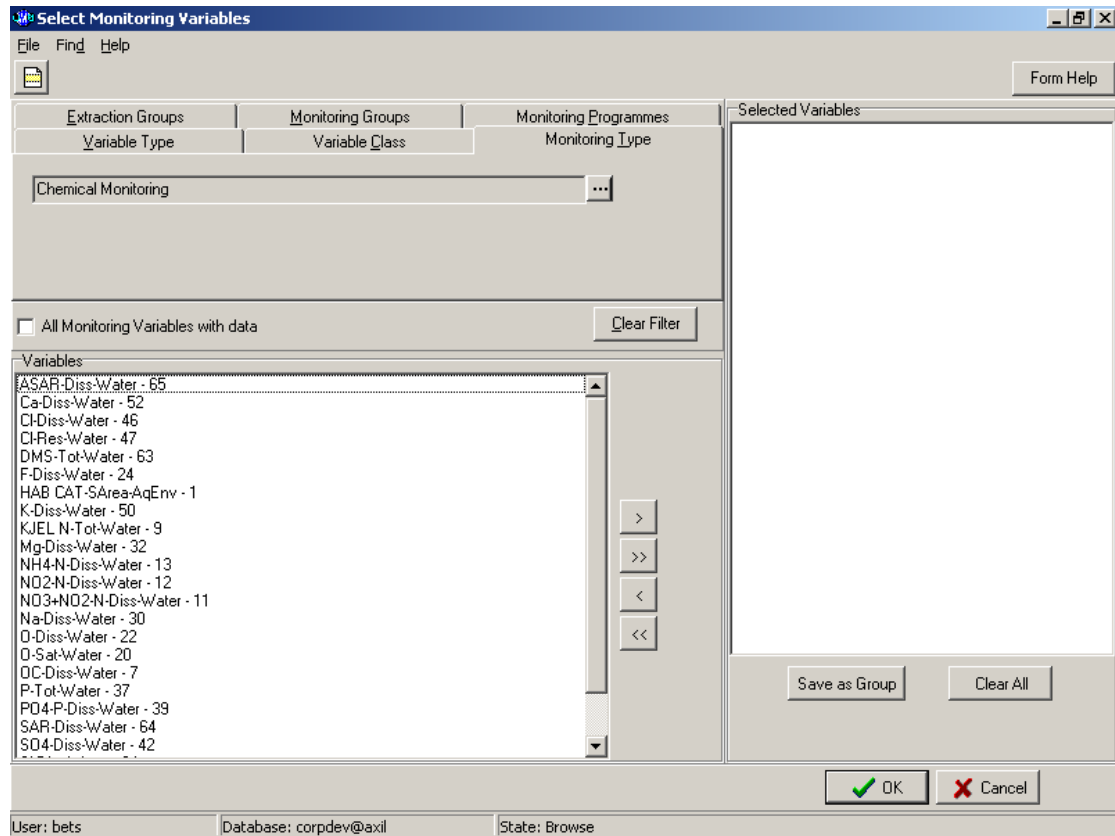 Select Monitoring Variables
File Find Help
Form Help
Extraction Groups Monitoring Groups Monitoring Programmes
Variable Type Variable Class Monitoring Type
Chemical Monitoring ...
All Monitoring Variables with data Clear Filter
Variables
ASAR-Diss-Water - 65
Ca-Diss-Water - 52
Cl-Diss-Water - 46
Cl-Res-Water - 47
DMS-Tot-Water - 63
F-Diss-Water - 24
HAB CAT-SArea-AqEnv - 1
K-Diss-Water - 50
KJEL N-Tot-Water - 9
Mg-Diss-Water - 32
NH4-N-Diss-Water - 13
NO2-N-Diss-Water - 12
NO3+NO2-N-Diss-Water - 11
Na-Diss-Water - 30
O-Diss-Water - 22
O-Sat-Water - 20
OC-Diss-Water - 7
P-Tot-Water - 37
PO4-P-Diss-Water - 39
SAR-Diss-Water - 64
SO4-Diss-Water - 42
>
>>
<
<<
Selected Variables
Save as Group Clear All
OK Cancel
User: bets Database: corpdev@axil State: Browse